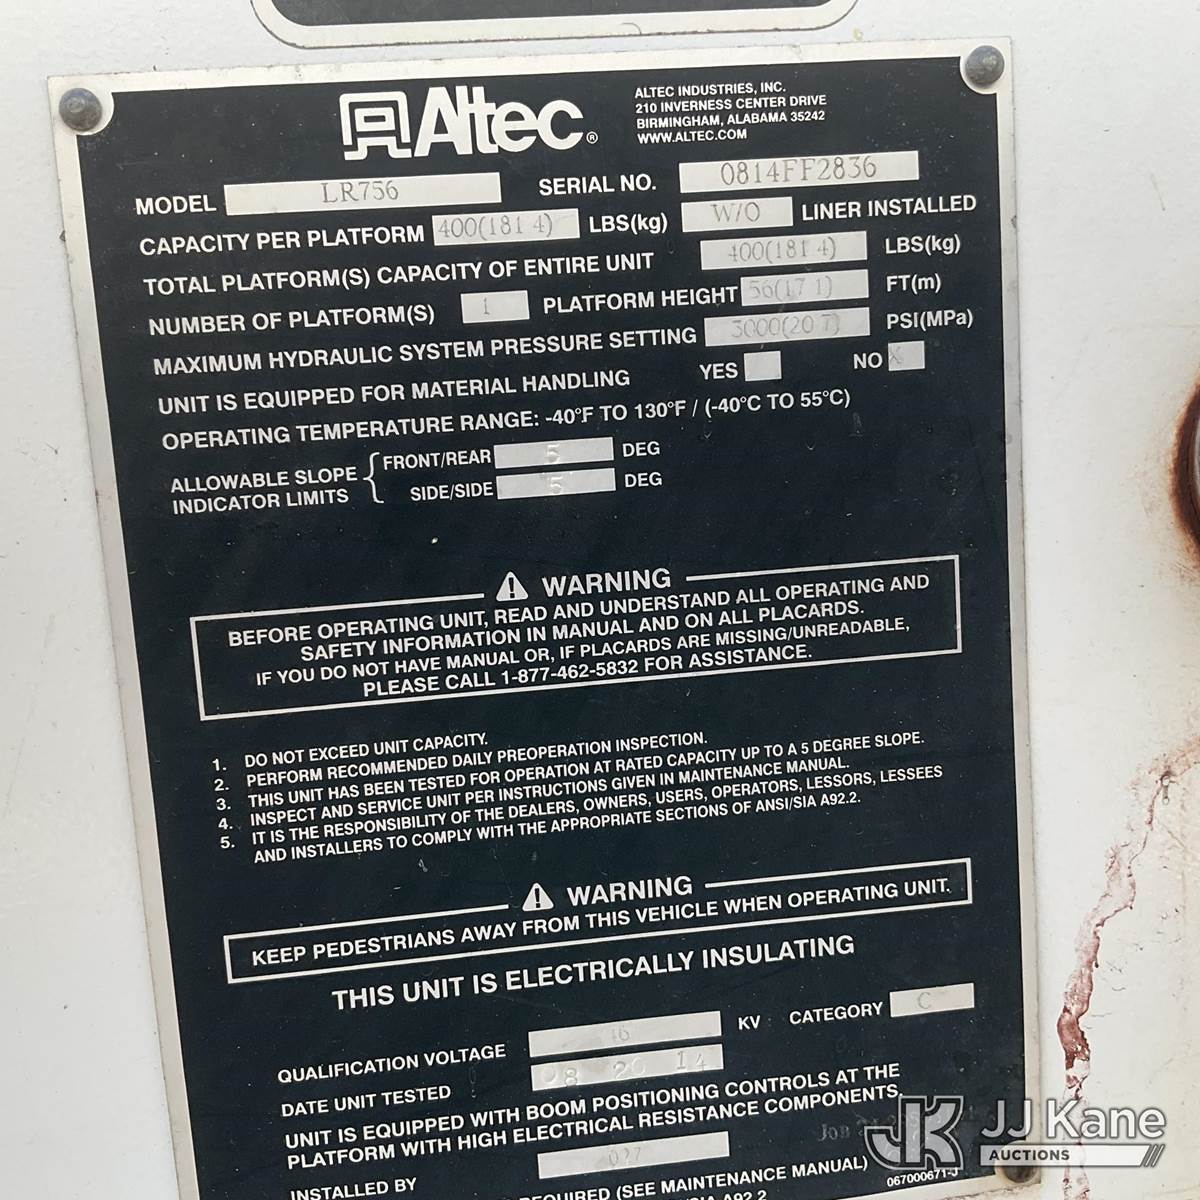 Altec®
ALTEC INDUSTRIES, INC.
210 INVERNESS CENTER DRIVE
BIRMINGHAM, ALABAMA 35242
WWW.ALTEC.COM
MODEL LR756 SERIAL NO. 0814FF2836
CAPACITY PER PLATFORM 400(181 4) LBS(kg) W/O LINER INSTALLED
TOTAL PLATFORM(S) CAPACITY OF ENTIRE UNIT 400(181 4) LBS(kg)
NUMBER OF PLATFORM(S) 1 PLATFORM HEIGHT 56(17 1) FT(m)
MAXIMUM HYDRAULIC SYSTEM PRESSURE SETTING 3000(20 7) PSI(MPa)
UNIT IS EQUIPPED FOR MATERIAL HANDLING YES NO X
OPERATING TEMPERATURE RANGE: -40°F TO 130°F / (-40°C TO 55°C)
ALLOWABLE SLOPE INDICATOR LIMITS
FRONT/REAR 5 DEG
SIDE/SIDE 5 DEG
WARNING
BEFORE OPERATING UNIT, READ AND UNDERSTAND ALL OPERATING AND
SAFETY INFORMATION IN MANUAL AND ON ALL PLACARDS.
IF YOU DO NOT HAVE MANUAL OR, IF PLACARDS ARE MISSING/UNREADABLE,
PLEASE CALL 1-877-462-5832 FOR ASSISTANCE.
1. DO NOT EXCEED UNIT CAPACITY.
2. PERFORM RECOMMENDED DAILY PREOPERATION INSPECTION.
3. THIS UNIT HAS BEEN TESTED FOR OPERATION AT RATED CAPACITY UP TO A 5 DEGREE SLOPE.
4. INSPECT AND SERVICE UNIT PER INSTRUCTIONS GIVEN IN MAINTENANCE MANUAL.
5. IT IS THE RESPONSIBILITY OF THE DEALERS, OWNERS, USERS, OPERATORS, LESSORS, LESSEES
AND INSTALLERS TO COMPLY WITH THE APPROPRIATE SECTIONS OF ANSI/SIA A92.2.
WARNING
KEEP PEDESTRIANS AWAY FROM THIS VEHICLE WHEN OPERATING UNIT.
THIS UNIT IS ELECTRICALLY INSULATING
QUALIFICATION VOLTAGE 46 KV CATEGORY C
DATE UNIT TESTED 08 20 14
UNIT IS EQUIPPED WITH BOOM POSITIONING CONTROLS AT THE
PLATFORM WITH HIGH ELECTRICAL RESISTANCE COMPONENTS.
INSTALLED BY 027
REQUIRED (SEE MAINTENANCE MANUAL)
A92.2
067000671-J
JK JJ Kane
AUCTIONS